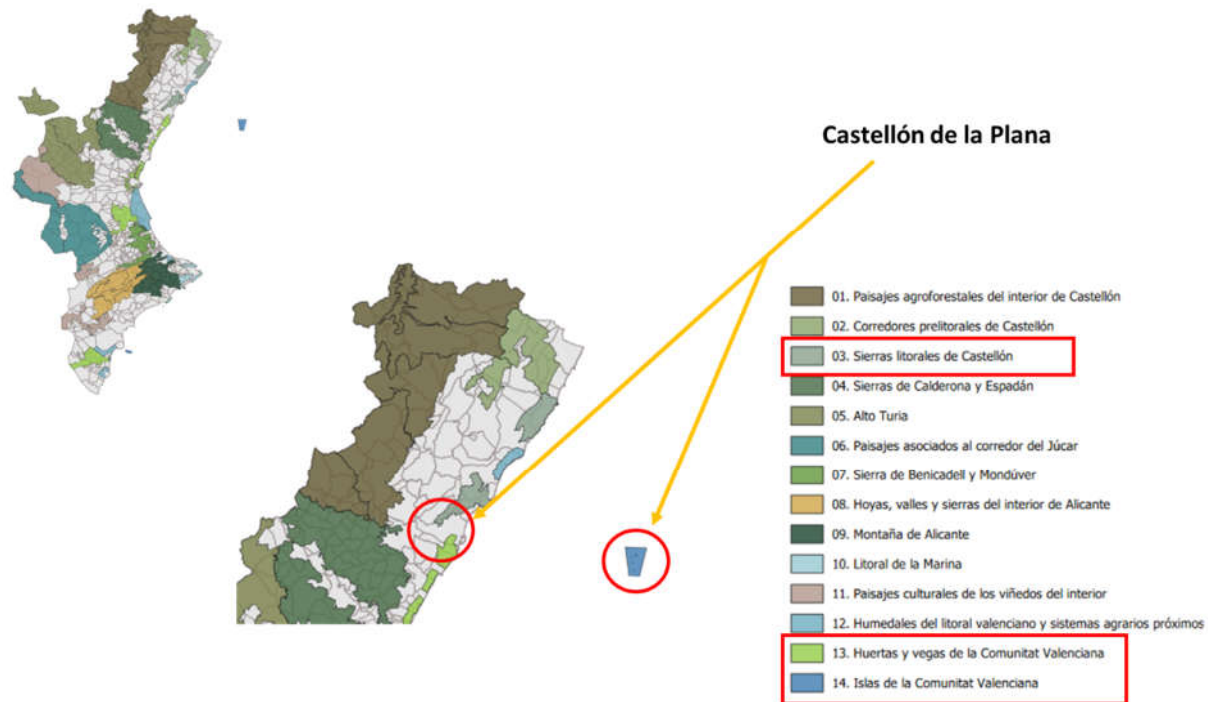 Castellón de la Plana
01. Paisajes agroforestales del interior de Castellón
02. Corredores prelitorales de Castellón
03. Sierras litorales de Castellón
04. Sierras de Calderona y Espadán
05. Alto Turia
06. Paisajes asociados al corredor del Júcar
07. Sierra de Benicadell y Mondúver
08. Hoyas, valles y sierras del interior de Alicante
09. Montaña de Alicante
10. Litoral de la Marina
11. Paisajes culturales de los viñedos del interior
12. Humedales del litoral valenciano y sistemas agrarios próximos
13. Huertas y vegas de la Comunitat Valenciana
14. Islas de la Comunitat Valenciana